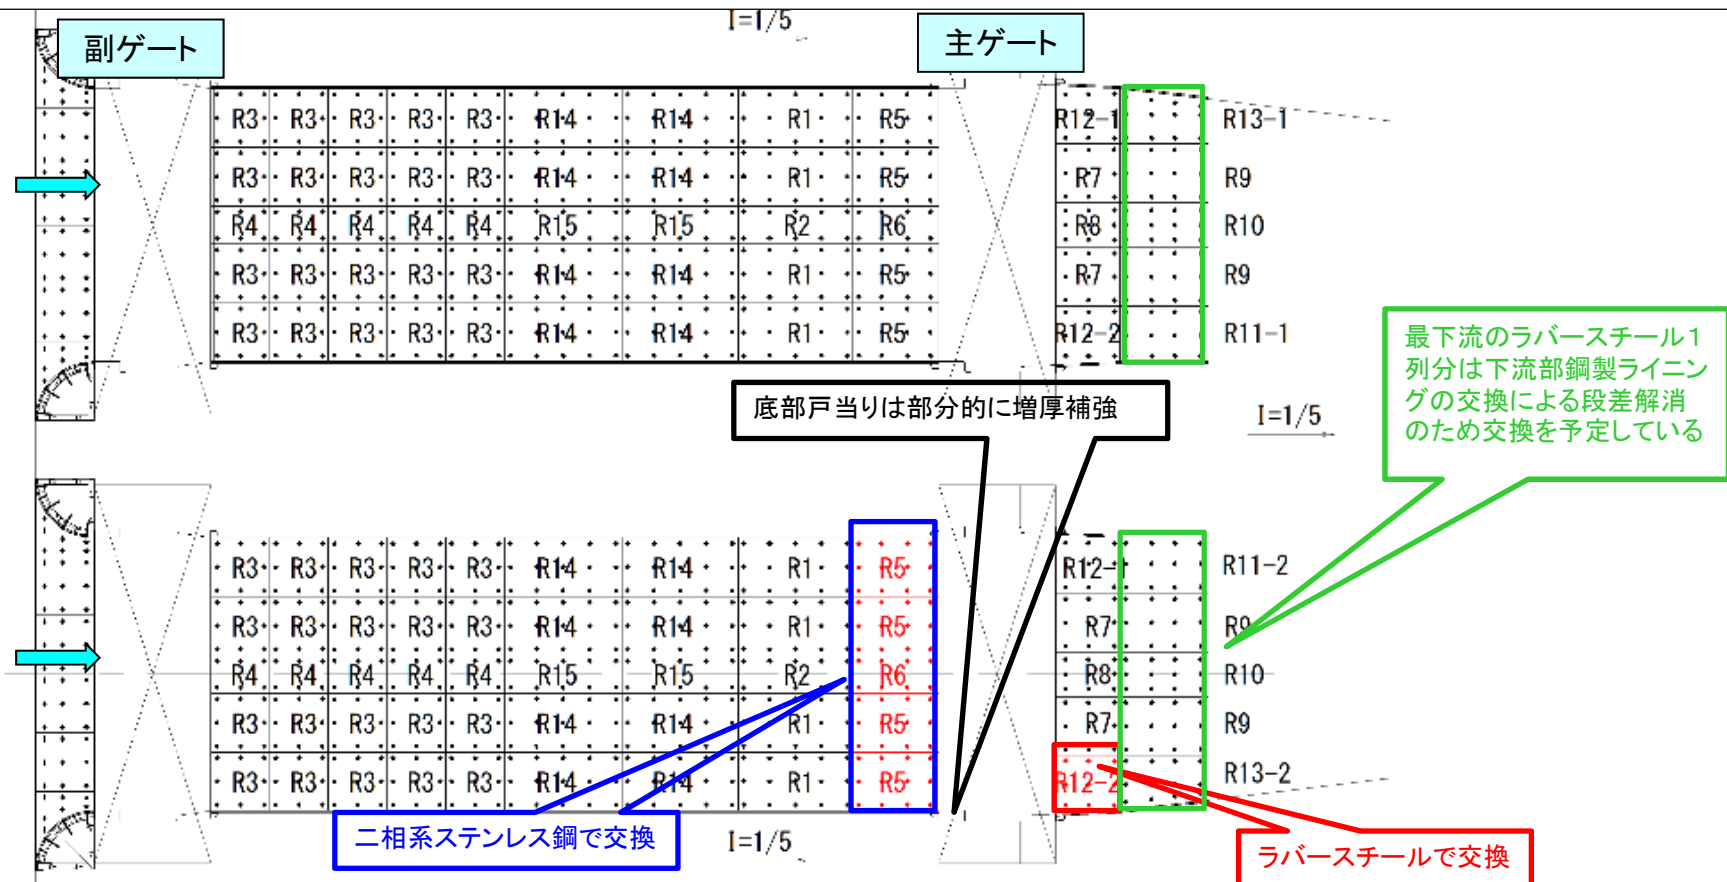 I=1/5
副ゲート
主ゲート
R3 R3 R3 R3 R3 R14 R14 R1 R5 R12-1 R13-1
R3 R3 R3 R3 R3 R14 R14 R1 R5 R7 R9
R4 R4 R4 R4 R4 R15 R15 R2 R6 R8 R10
R3 R3 R3 R3 R3 R14 R14 R1 R5 R7 R9
R3 R3 R3 R3 R3 R14 R14 R1 R5 R12-2 R11-1
最下流のラバースチール1
列分は下流部鋼製ライニン
グの交換による段差解消
のため交換を予定している
底部戸当りは部分的に増厚補強
I=1/5
R3 R3 R3 R3 R3 R14 R14 R1 R5 R12-1 R11-2
R3 R3 R3 R3 R3 R14 R14 R1 R5 R7 R9
R4 R4 R4 R4 R4 R15 R15 R2 R6 R8 R10
R3 R3 R3 R3 R3 R14 R14 R1 R5 R7 R9
R3 R3 R3 R3 R3 R14 R14 R1 R5 R12-2 R13-2
二相系ステンレス鋼で交換
I=1/5
ラバースチールで交換